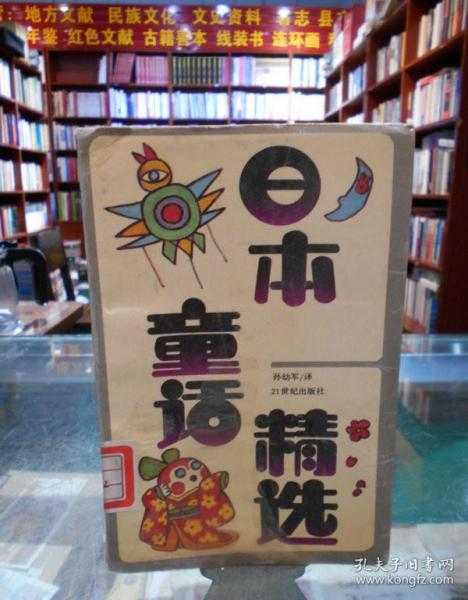 地方文献 民族文化 文史资料
年鉴 红色文献 古籍善本 线装书 连环画
日本
童话
精选
孙幼军/译
21世纪出版社
孔夫子旧书网
www.kongfz.com